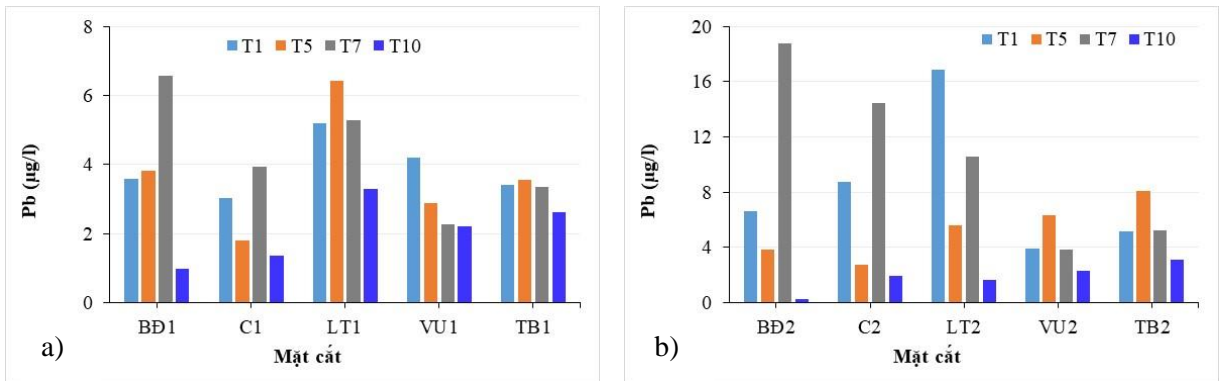 8
6
4
2
0
Pb (µg/l)
T1 T5 T7 T10
BĐ1 C1 LT1 VU1 TB1
Mặt cắt
a)
20
16
12
8
4
0
Pb (µg/l)
T1 T5 T7 T10
BĐ2 C2 LT2 VU2 TB2
Mặt cắt
b)